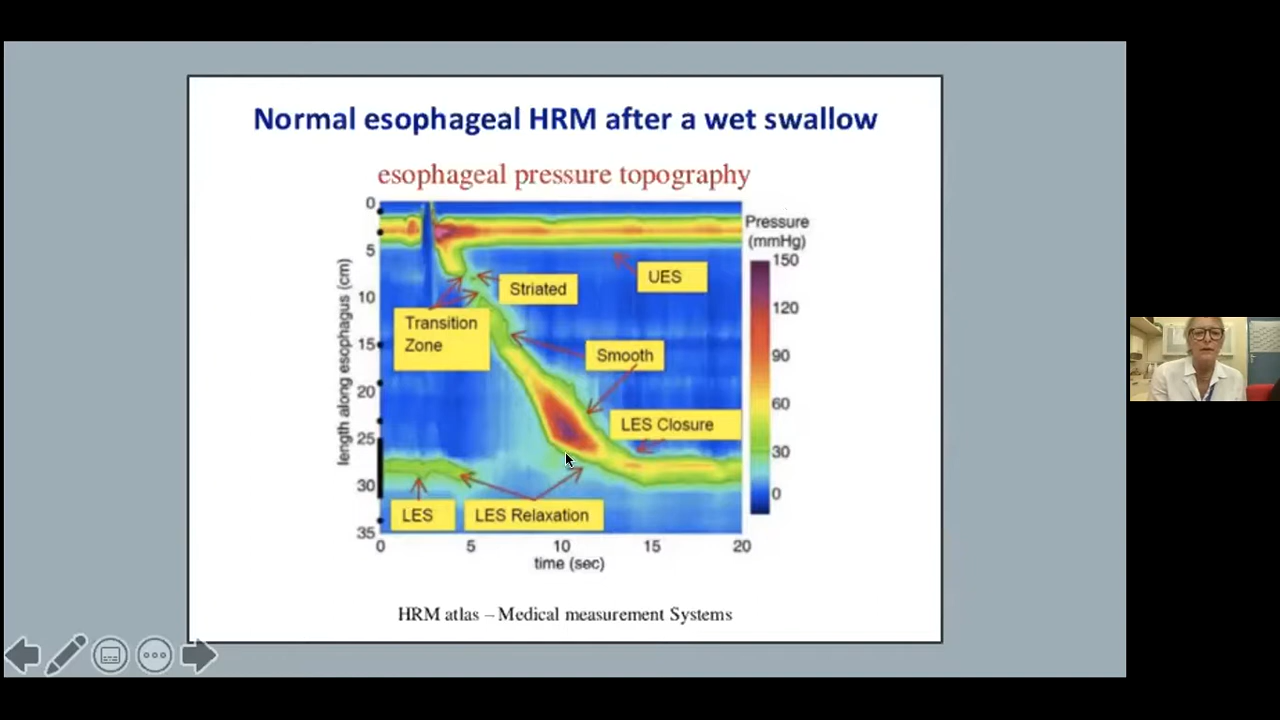 Normal esophageal HRM after a wet swallow
esophageal pressure topography
Pressure
(mmHg)
150
120
90
60
30
0
length along esophagus (cm)
0
5
10
15
20
25
30
35
UES
Striated
Transition
Zone
Smooth
LES Closure
LES
LES Relaxation
0
5
10
15
20
time (sec)
HRM atlas – Medical measurement Systems